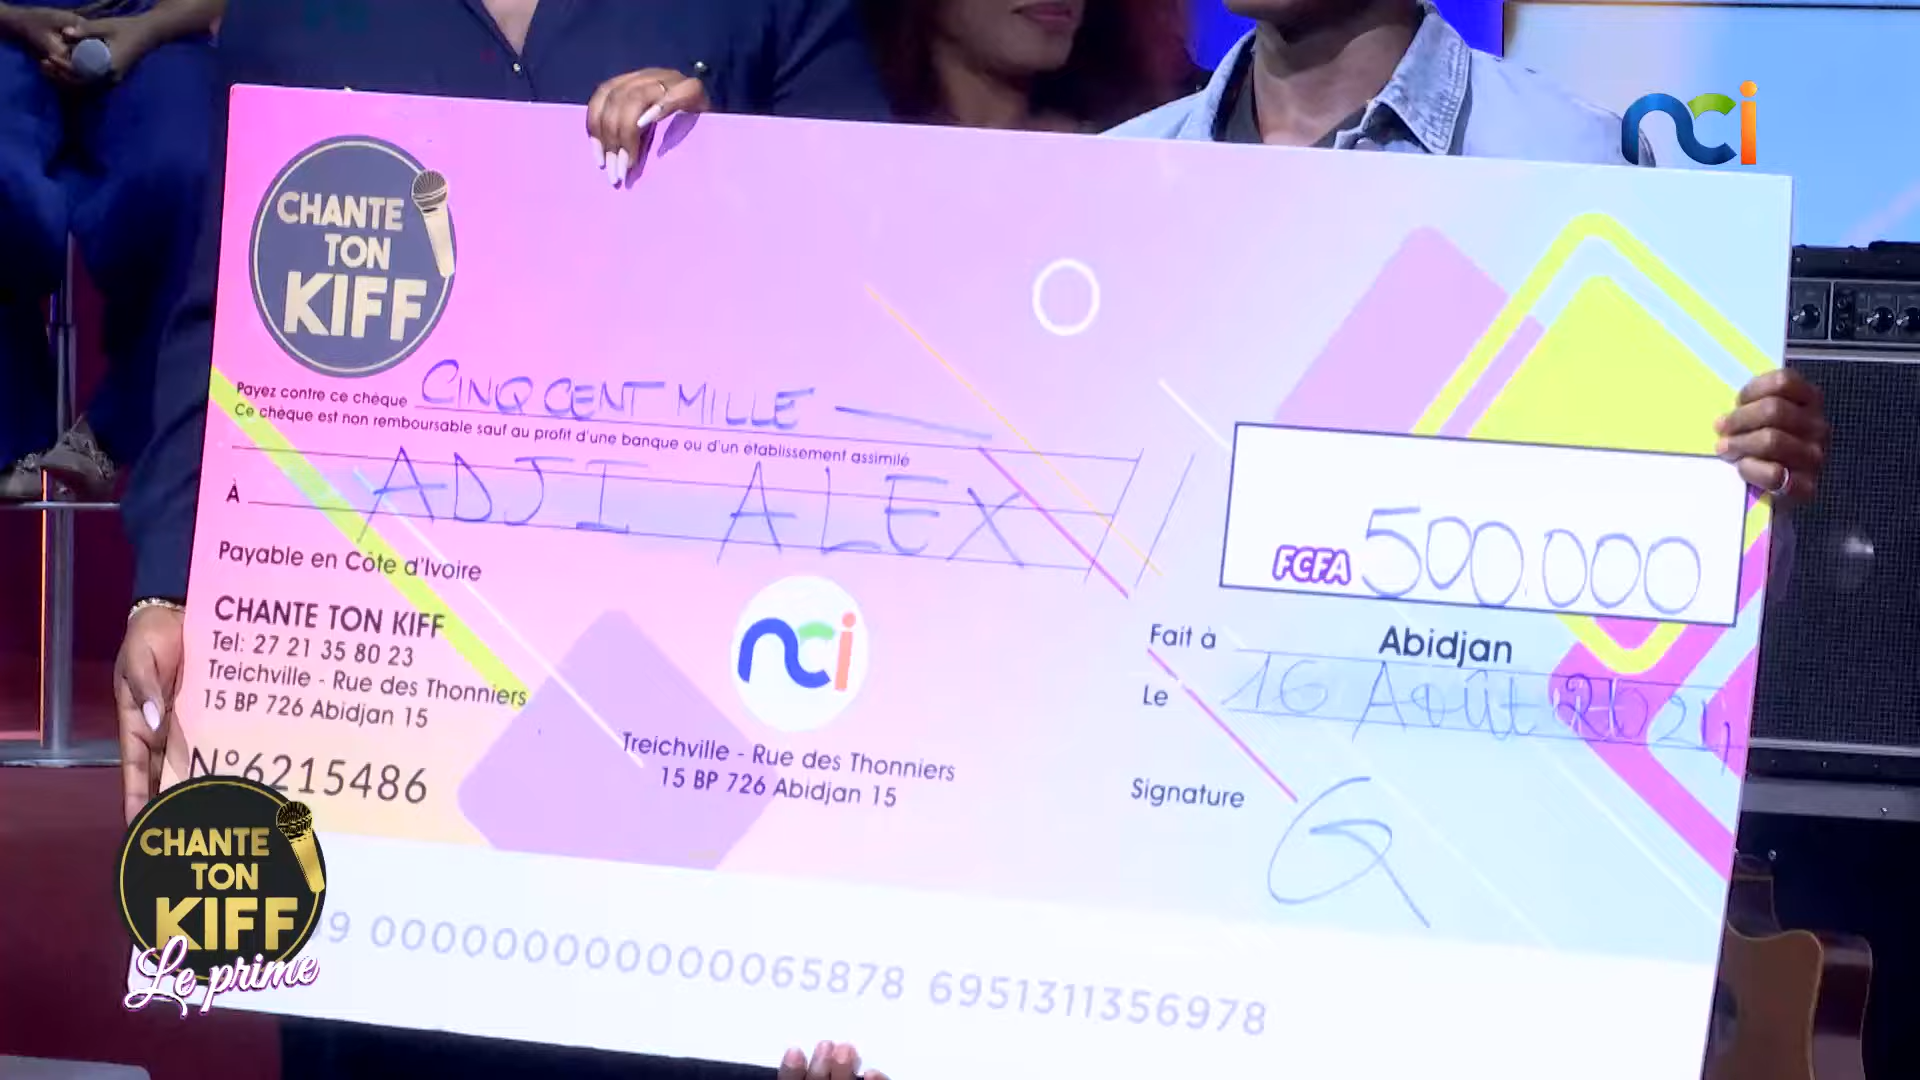 nci
CHANTE
TON
KIFF
Payez contre ce chèque CINQ CENT MILLE
Ce chèque est non remboursable sauf au profit d'une banque ou d'un établissement assimilé
À ADJI ALEX //
FCFA 500.000
Payable en Côte d'Ivoire
CHANTE TON KIFF
Tel: 27 21 35 80 23
Treichville - Rue des Thonniers
15 BP 726 Abidjan 15
N°6215486
nci
Treichville - Rue des Thonniers
15 BP 726 Abidjan 15
Fait à Abidjan
Le 16 Août 2024
Signature
9 00000000000000065878 6951311356978
CHANTE
TON
KIFF
Le prime